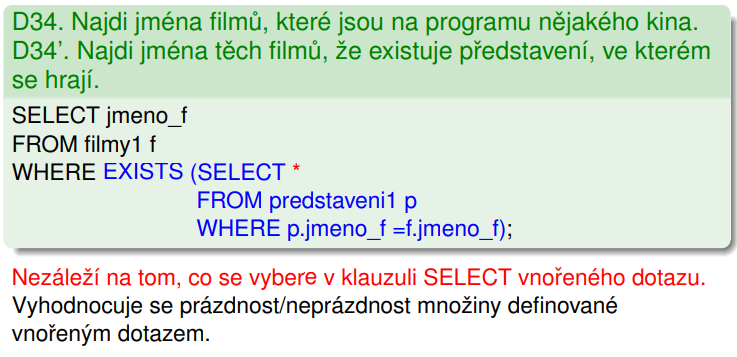 D34. Najdi jména filmů, které jsou na programu nějakého kina.
D34’. Najdi jména těch filmů, že existuje představení, ve kterém
se hrají.
SELECT jmeno_f
FROM filmy1 f
WHERE EXISTS (SELECT *
FROM predstaveni1 p
WHERE p.jmeno_f =f.jmeno_f);
Nezáleží na tom, co se vybere v klauzuli SELECT vnořeného dotazu.
Vyhodnocuje se prázdnost/neprázdnost množiny definované
vnořeným dotazem.